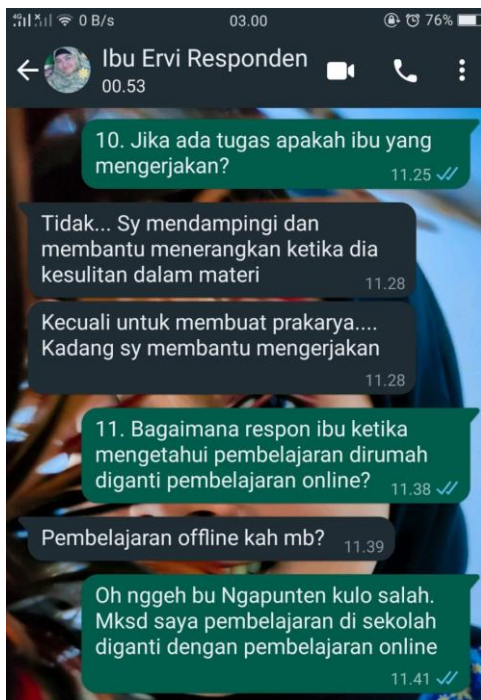 0 B/s 03.00 76%
Ibu Ervi Responden
00.53
10. Jika ada tugas apakah ibu yang
mengerjakan?
11.25
Tidak... Sy mendampingi dan
membantu menerangkan ketika dia
kesulitan dalam materi
11.28
Kecuali untuk membuat prakarya....
Kadang sy membantu mengerjakan
11.28
11. Bagaimana respon ibu ketika
mengetahui pembelajaran dirumah
diganti pembelajaran online? 11.38
Pembelajaran offline kah mb? 11.39
Oh nggeh bu Ngapunten kulo salah.
Mksd saya pembelajaran di sekolah
diganti dengan pembelajaran online
11.41